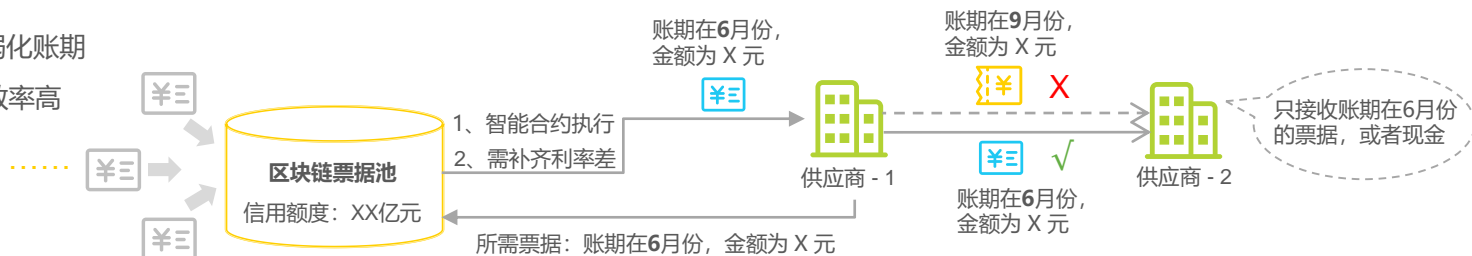 弱化账期
效率高
······
区块链票据池
信用额度：XX亿元
1、智能合约执行
2、需补齐利率差
账期在6月份，
金额为 X 元
所需票据：账期在6月份，金额为 X 元
供应商 - 1
账期在9月份，
金额为 X 元
X
√
账期在6月份，
金额为 X 元
供应商 - 2
只接收账期在6月份
的票据，或者现金